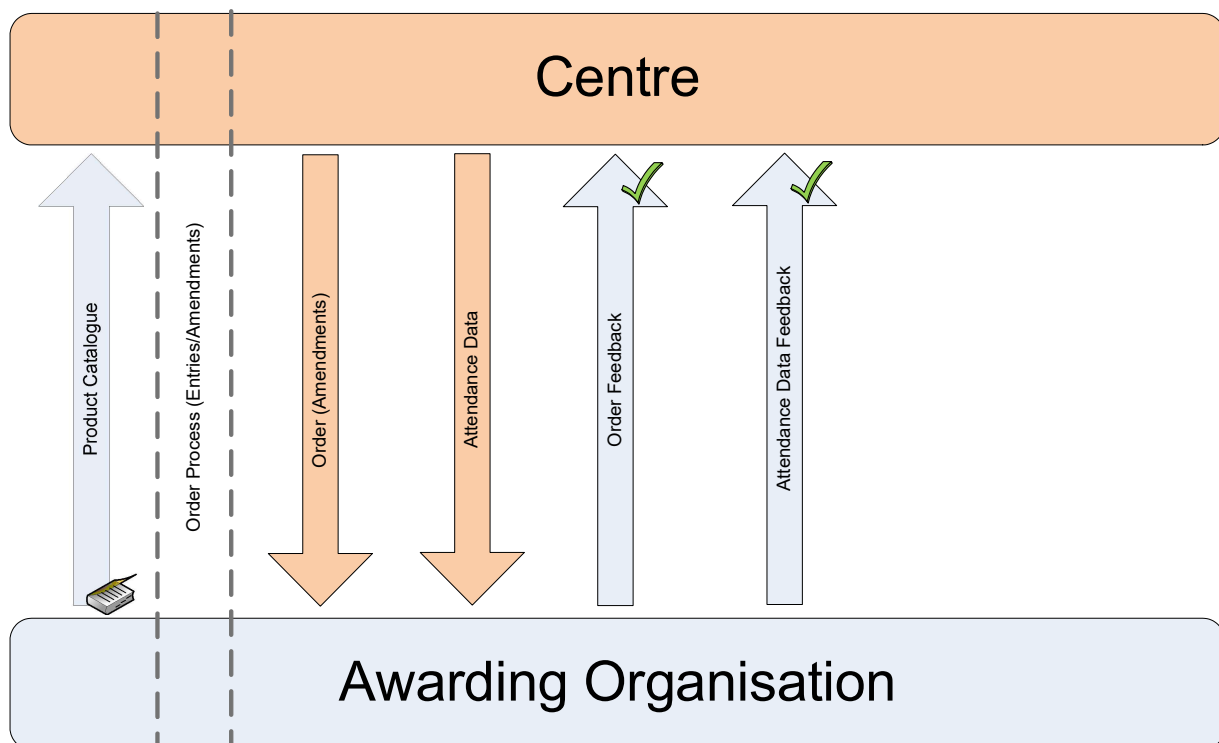 Centre
Product Catalogue
Order Process (Entries/Amendments)
Order (Amendments)
Attendance Data
Order Feedback
Attendance Data Feedback
Awarding Organisation